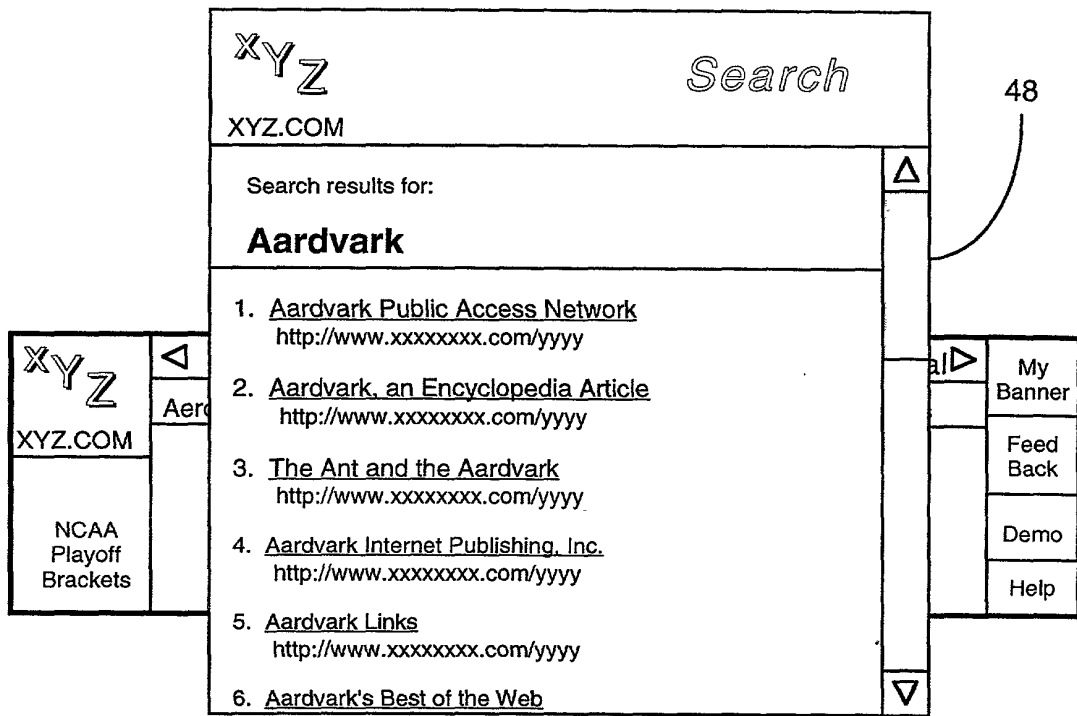 XYZ
Search
XYZ.COM
48
Search results for:
Aardvark
1. Aardvark Public Access Network
http://www.xxxxxxxx.com/yyyy
2. Aardvark, an Encyclopedia Article
http://www.xxxxxxxx.com/yyyy
3. The Ant and the Aardvark
http://www.xxxxxxxx.com/yyyy
4. Aardvark Internet Publishing, Inc.
http://www.xxxxxxxx.com/yyyy
5. Aardvark Links
http://www.xxxxxxxx.com/yyyy
6. Aardvark's Best of the Web
XYZ
XYZ.COM
NCAA
Playoff
Brackets
Aero
al
My
Banner
Feed
Back
Demo
Help